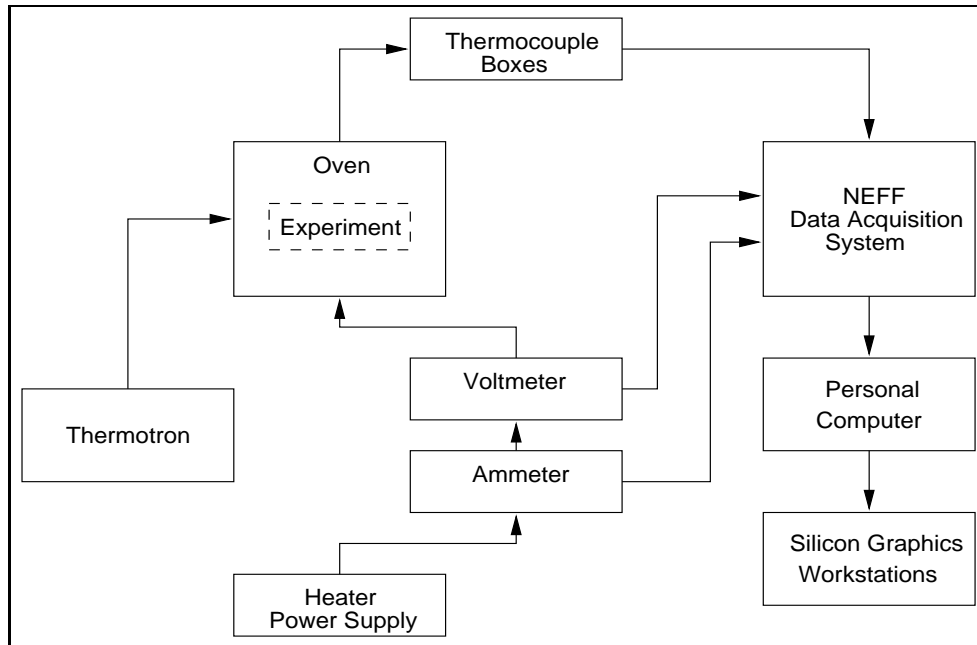 Thermocouple
Boxes
Oven
Experiment
NEFF
Data Acquisition
System
Voltmeter
Personal
Computer
Thermotron
Ammeter
Silicon Graphics
Workstations
Heater
Power Supply